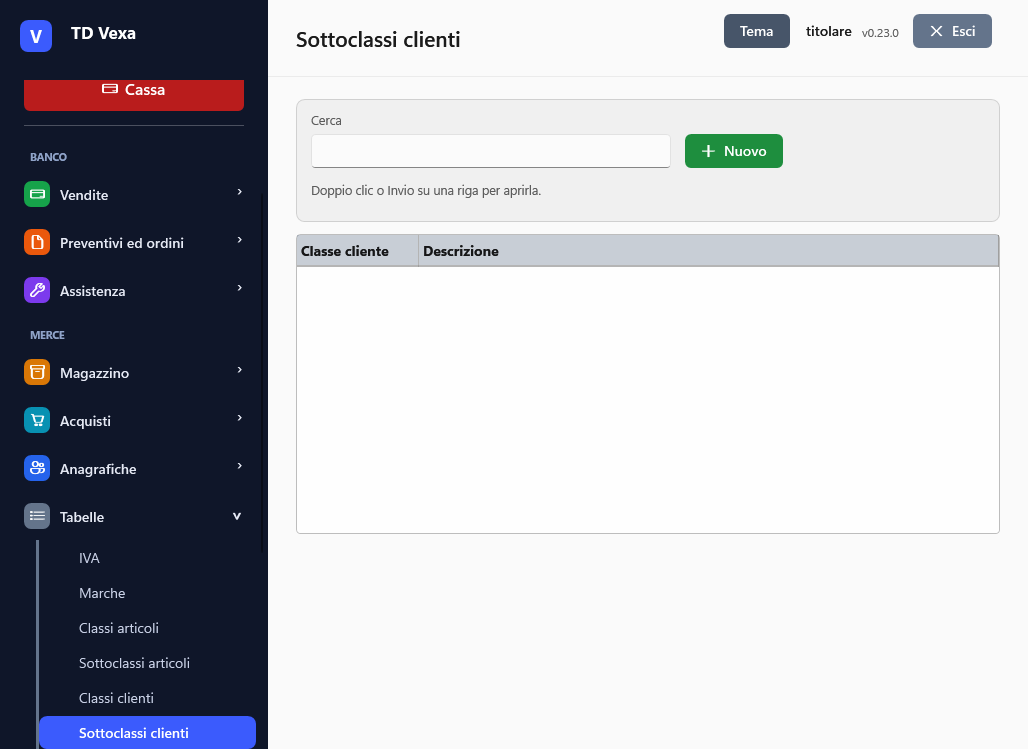 V
TD Vexa
Cassa
BANCO
Vendite
Preventivi ed ordini
Assistenza
MERCE
Magazzino
Acquisti
Anagrafiche
Tabelle
IVA
Marche
Classi articoli
Sottoclassi articoli
Classi clienti
Sottoclassi clienti
Sottoclassi clienti
Tema
titolare v0.23.0
Esci
Cerca
Nuovo
Doppio clic o Invio su una riga per aprirla.
Classe cliente Descrizione